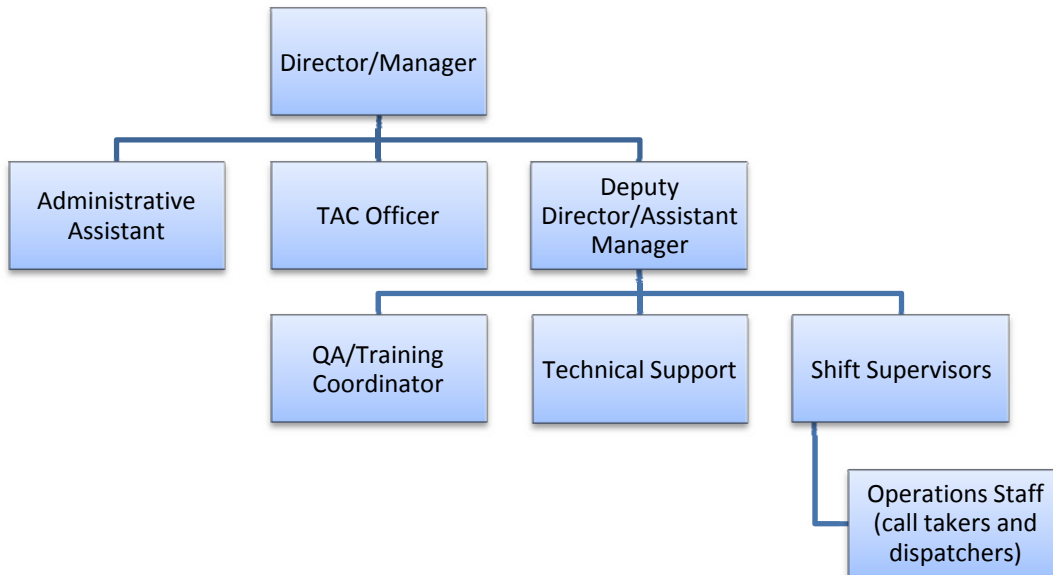 Director/Manager
Administrative
Assistant
TAC Officer
Deputy
Director/Assistant
Manager
QA/Training
Coordinator
Technical Support
Shift Supervisors
Operations Staff
(call takers and
dispatchers)